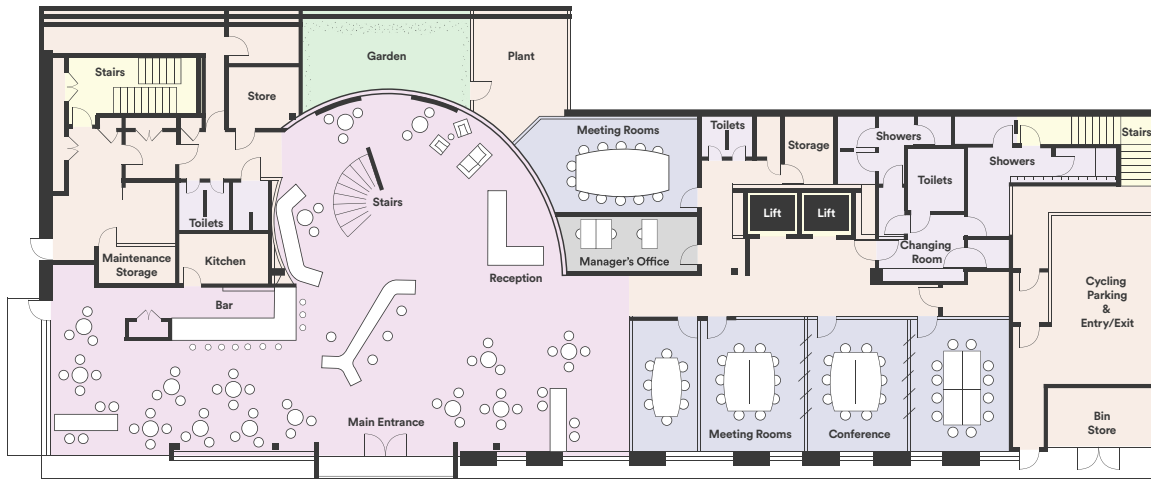 Garden
Plant
Stairs
Store
Meeting Rooms
Toilets
Storage
Showers
Stairs
Showers
Toilets
Stairs
Lift
Lift
Toilets
Manager's Office
Changing
Room
Maintenance
Storage
Kitchen
Reception
Cycling
Parking
&
Entry/Exit
Bar
Main Entrance
Meeting Rooms
Conference
Bin
Store